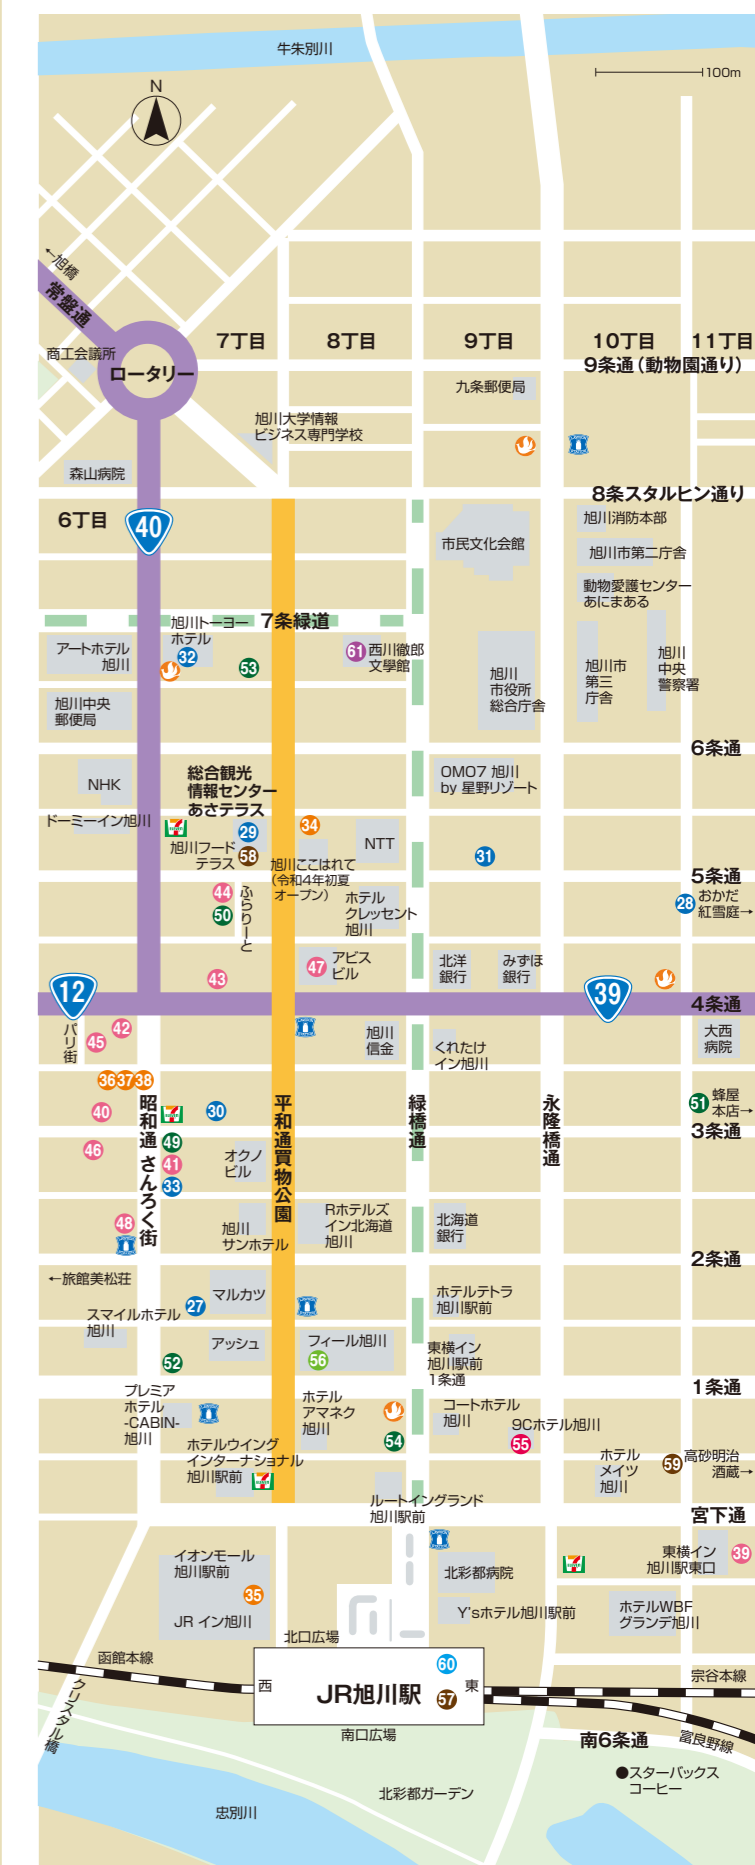 牛朱別川
100m
N
←旭橋
常盤通
商工会議所
ロータリー
7丁目
8丁目
9丁目
10丁目
11丁目
9条通(動物園通り)
九条郵便局
旭川大学情報
ビジネス専門学校
森山病院
8条スタルヒン通り
6丁目
40
市民文化会館
旭川消防本部
旭川市第二庁舎
動物愛護センター
あにまある
7条緑道
旭川トーヨー
ホテル
32
アートホテル
旭川
53
61
西川徹郎
文學館
旭川
市役所
総合庁舎
旭川市
第三
庁舎
旭川
中央
警察署
旭川中央
郵便局
6条通
NHK
総合観光
情報センター
あさテラス
29
OMO7 旭川
by 星野リゾート
ドーミーイン旭川
旭川フード
テラス
58
34
旭川ここはれて
(令和4年初夏
オープン)
NTT
31
5条通
44
50
ふらりーと
ホテル
クレッセント
旭川
28
おかだ
紅雪庭→
43
47
アピス
ビル
北洋
銀行
みずほ
銀行
12
39
4条通
パリ街
45
42
旭川
信金
くれたけ
イン旭川
大西
病院
36
37
38
40
30
51
蜂屋
本店→
昭和通 さんろく街
平和通買物公園
緑橋通
永隆橋通
3条通
46
49
41
33
オクノ
ビル
48
旭川
サンホテル
Rホテルズ
イン北海道
旭川
北海道
銀行
2条通
←旅館美松荘
マルカツ
ホテルテトラ
旭川駅前
27
スマイルホテル
旭川
アッシュ
フィール旭川
56
東横イン
旭川駅前
1条通
52
1条通
プレミア
ホテル
-CABIN-
旭川
ホテル
アマネク
旭川
54
コートホテル
旭川
9Cホテル旭川
55
ホテルウイング
インターナショナル
旭川駅前
ホテル
メイツ
旭川
59
高砂明治
酒蔵→
ルートイングランド
旭川駅前
宮下通
イオンモール
旭川駅前
35
JR イン旭川
北彩都病院
東横イン
旭川駅東口
39
Y'sホテル旭川駅前
ホテルWBF
グランデ旭川
北口広場
函館本線
60
宗谷本線
西
JR旭川駅
57
東
クリスタル橋
南口広場
南6条通
富良野線
●スターバックス
コーヒー
北彩都ガーデン
忠別川